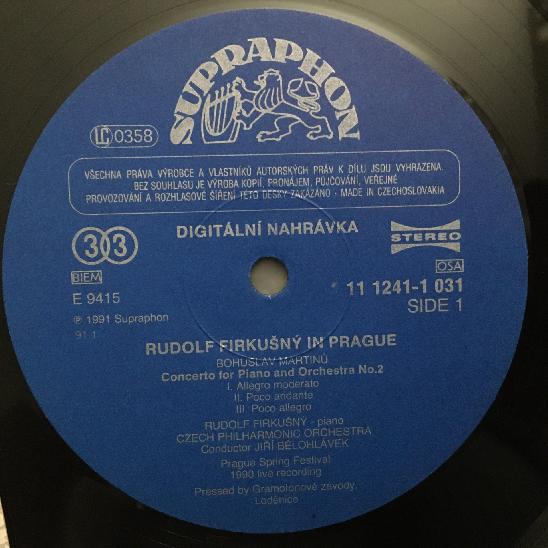 SUPRAPHON
LC 0358
VŠECHNA PRÁVA VÝROBCE A VLASTNÍKŮ AUTORSKÝCH PRÁV K DÍLU JSOU VYHRAZENA.
BEZ SOUHLASU JE VÝROBA KOPIÍ, PRONÁJEM, PŮJČOVÁNÍ, VEŘEJNÉ
PROVOZOVÁNÍ A ROZHLASOVÉ ŠÍŘENÍ TÉTO DESKY ZAKÁZÁNO · MADE IN CZECHOSLOVAKIA
33
DIGITÁLNÍ NAHRÁVKA
STEREO
BIEM
OSA
E 9415
11 1241-1 031
SIDE 1
℗ 1991 Supraphon
91 1
RUDOLF FIRKUŠNÝ IN PRAGUE
BOHUSLAV MARTINŮ
Concerto for Piano and Orchestra No.2
I. Allegro moderato
II. Poco andante
III. Poco allegro
RUDOLF FIRKUŠNÝ - piano
CZECH PHILHARMONIC ORCHESTRA
Conductor JIŘÍ BĚLOHLÁVEK
Prague Spring Festival
1990 live recording
Pressed by Gramofonové závody,
Loděnice